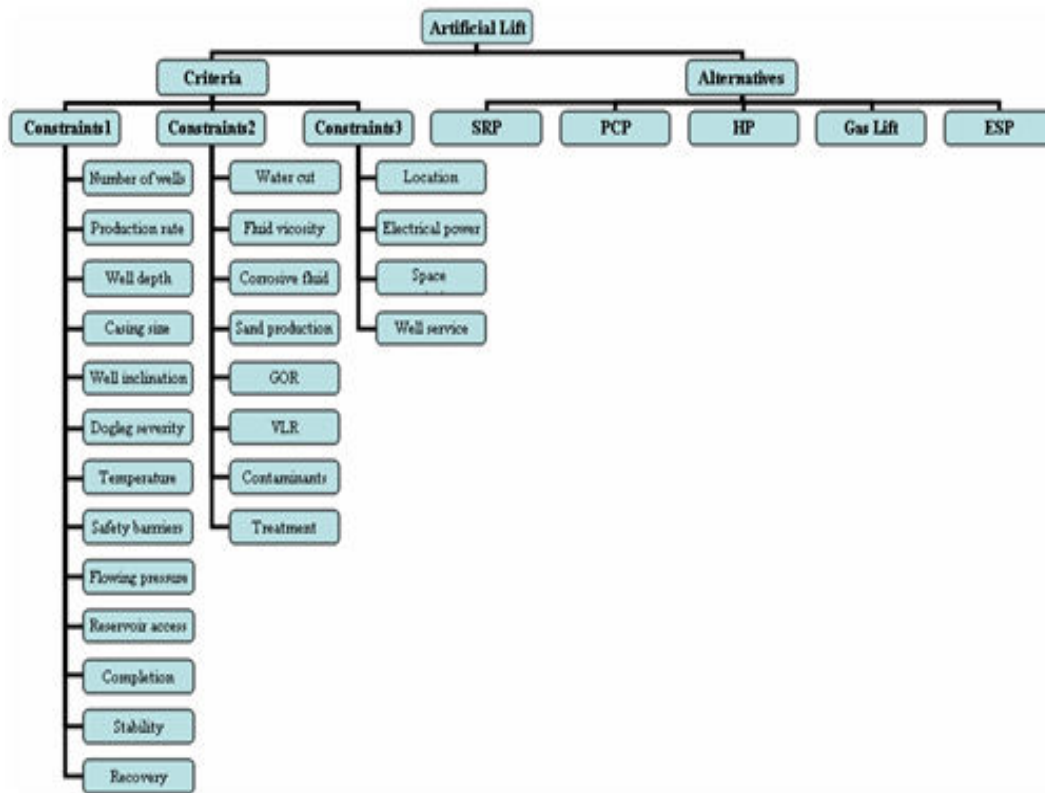 Artificial Lift
Criteria
Alternatives
Constraints1
Constraints2
Constraints3
SRP
PCP
HP
Gas Lift
ESP
Number of wells
Production rate
Well depth
Casing size
Well inclination
Dogleg severity
Temperature
Safety barrriers
Flowing pressure
Reservoir access
Completion
Stability
Recovery
Water cut
Fluid vicosity
Corrosive fluid
Sand production
GOR
VLR
Contaminants
Treatment
Location
Electrical power
Space
Well service